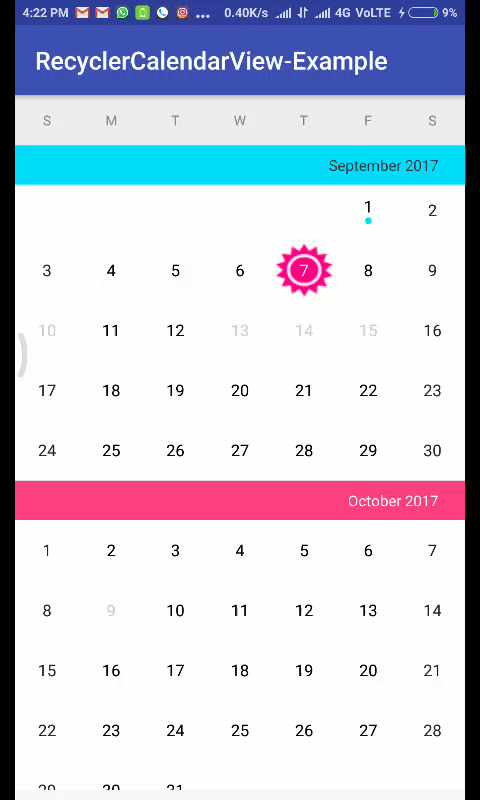 4:22 PM ... 0.40K/s 4G VoLTE 9%
RecyclerCalendarView-Example
S M T W T F S
September 2017
1 2
3 4 5 6 7 8 9
10 11 12 13 14 15 16
17 18 19 20 21 22 23
24 25 26 27 28 29 30
October 2017
1 2 3 4 5 6 7
8 9 10 11 12 13 14
15 16 17 18 19 20 21
22 23 24 25 26 27 28
29 30 31